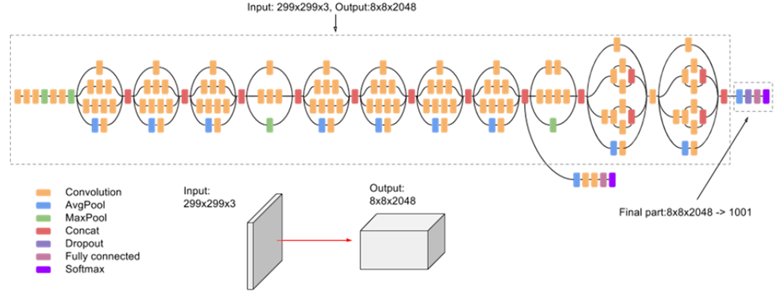 Input: 299x299x3, Output:8x8x2048
Convolution
AvgPool
MaxPool
Concat
Dropout
Fully connected
Softmax
Input:
299x299x3
Output:
8x8x2048
Final part:8x8x2048 -> 1001